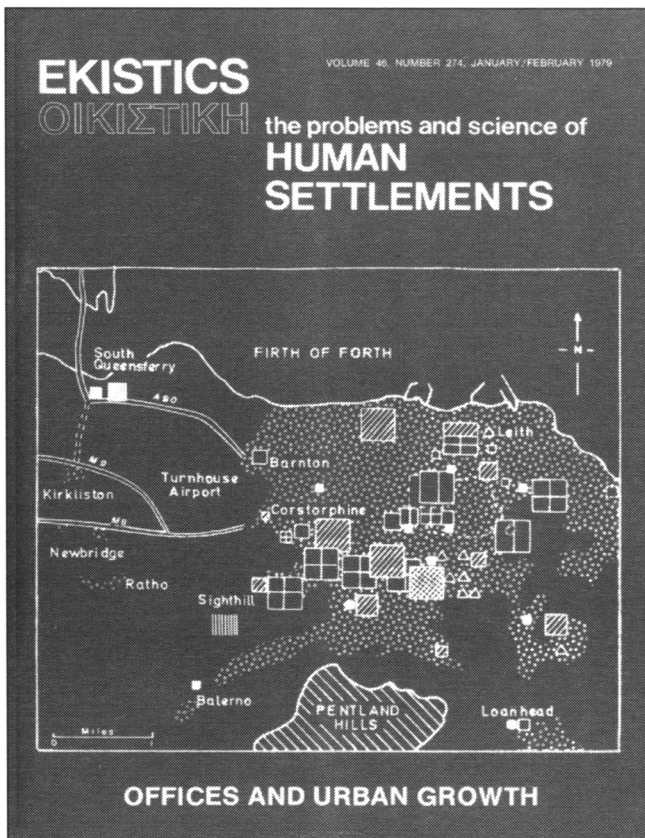 VOLUME 46, NUMBER 274, JANUARY/FEBRUARY 1979
EKISTICS
ΟΙΚΙΣΤΙΚΗ
the problems and science of
HUMAN
SETTLEMENTS
South
Queensferry
FIRTH OF FORTH
N
A90
Leith
Barnton
M9
Turnhouse
Airport
Kirkliston
Corstorphine
M8
Newbridge
Ratho
Sighthill
Balerno
PENTLAND
HILLS
Loanhead
Miles
0 1
OFFICES AND URBAN GROWTH